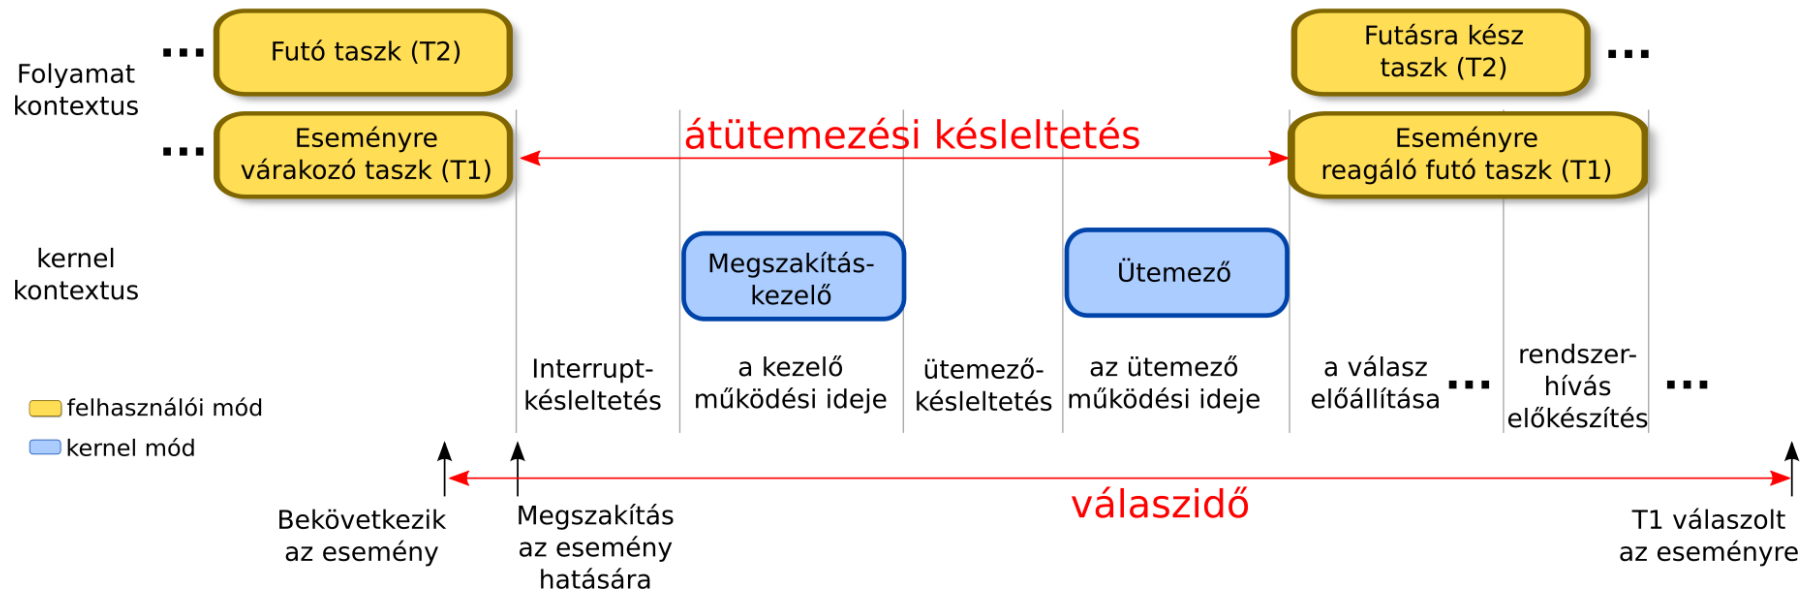 Folyamat
kontextus
... Futó taszk (T2)
Futásra kész
taszk (T2) ...
... Eseményre
várakozó taszk (T1)
átütemezési késleltetés
Eseményre
reagáló futó taszk (T1)
kernel
kontextus
Megszakítás-
kezelő
Ütemező
Interrupt-
késleltetés
a kezelő
működési ideje
ütemező-
késleltetés
az ütemező
működési ideje
a válasz
előállítása ...
rendszer-
hívás
előkészítés
...
felhasználói mód
kernel mód
válaszidő
Bekövetkezik
az esemény
Megszakítás
az esemény
hatására
T1 válaszolt
az eseményre